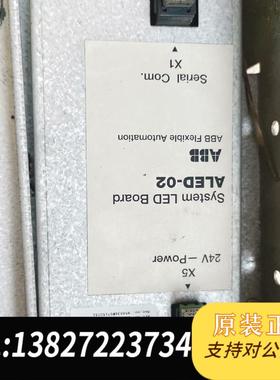 X5
24V-Power
System LED Board
ALED-02
ABB
ABB Flexible Automation
Serial Com.
X1
原装正
:13827223734
支持对公